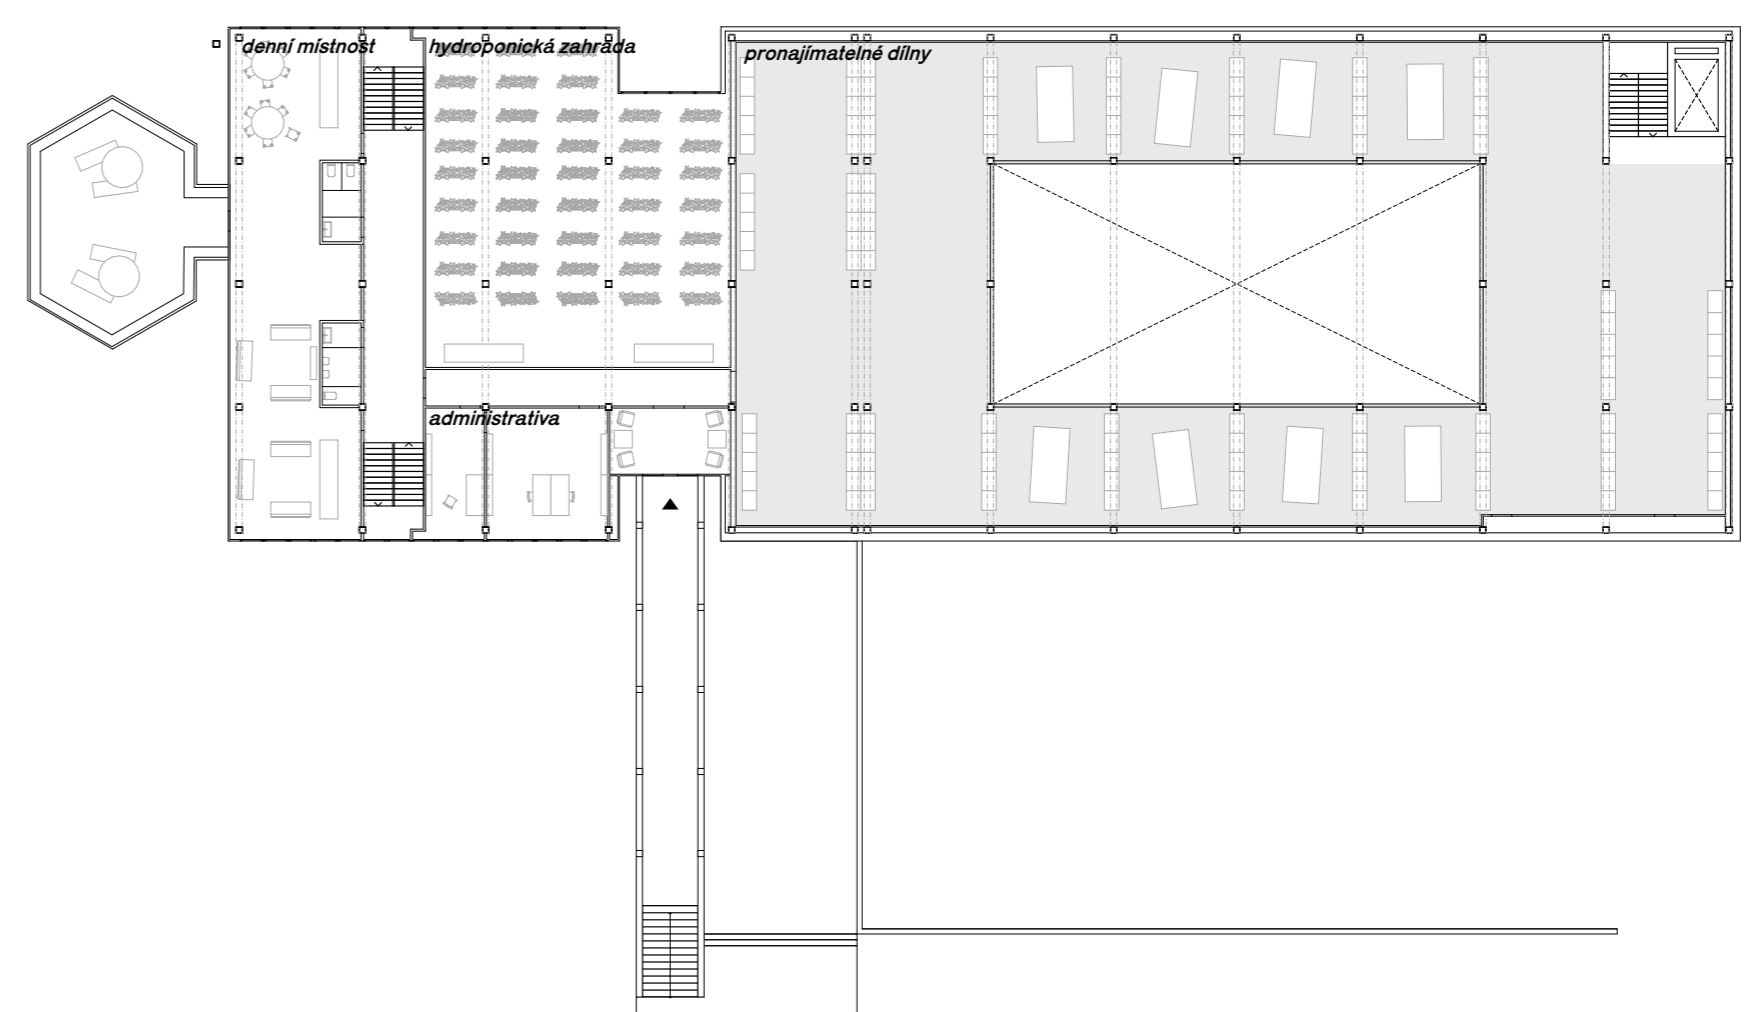 denní místnost
hydroponická zahrada
pronajímatelné dílny
administrativa